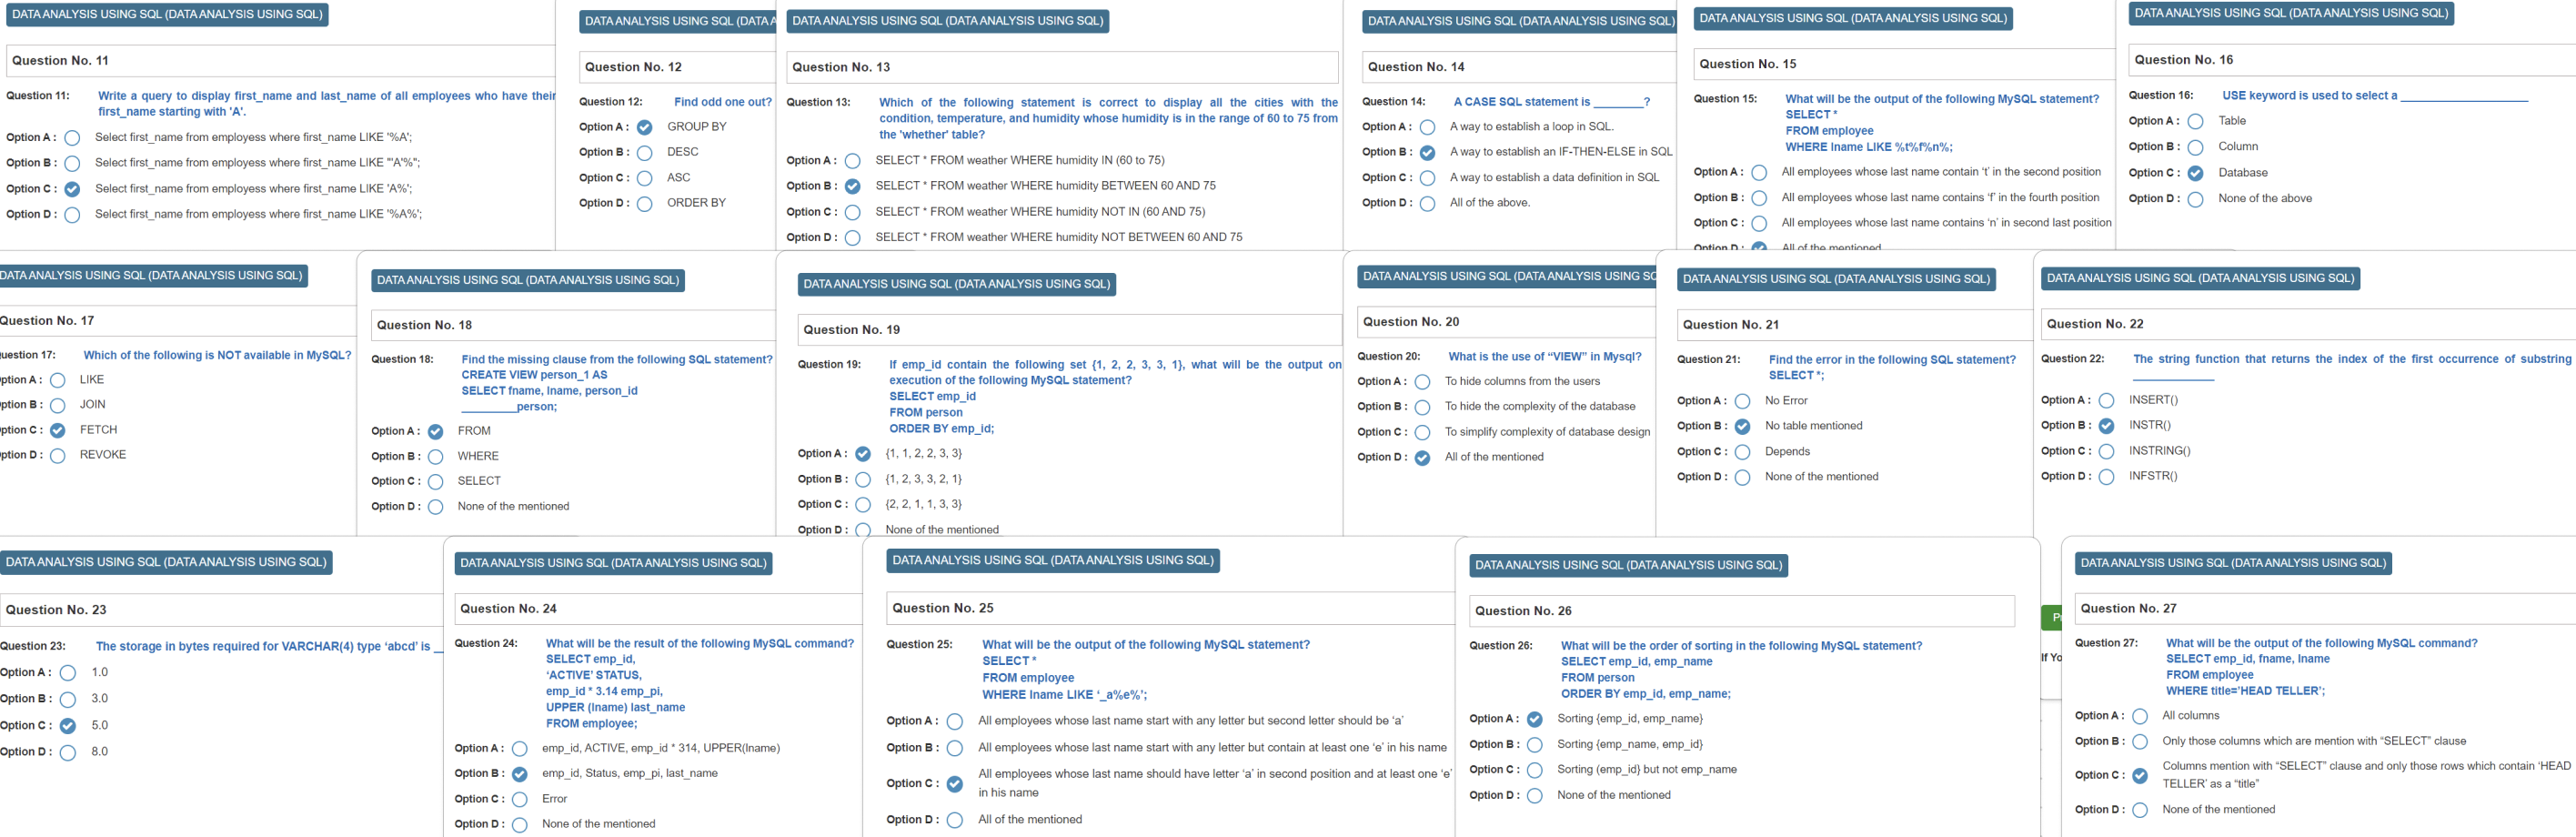 DATA ANALYSIS USING SQL (DATA ANALYSIS USING SQL)
Question No. 11
Question 11: Write a query to display first_name and last_name of all employees who have their
first_name starting with 'A'.
Option A : Select first_name from employess where first_name LIKE '%A';
Option B : Select first_name from employess where first_name LIKE "'A'%";
Option C : Select first_name from employess where first_name LIKE 'A%';
Option D : Select first_name from employess where first_name LIKE '%A%';
DATA ANALYSIS USING SQL (DATA A
Question No. 12
Question 12: Find odd one out?
Option A : GROUP BY
Option B : DESC
Option C : ASC
Option D : ORDER BY
DATA ANALYSIS USING SQL (DATA ANALYSIS USING SQL)
Question No. 13
Question 13: Which of the following statement is correct to display all the cities with the
condition, temperature, and humidity whose humidity is in the range of 60 to 75 from
the 'whether' table?
Option A : SELECT * FROM weather WHERE humidity IN (60 to 75)
Option B : SELECT * FROM weather WHERE humidity BETWEEN 60 AND 75
Option C : SELECT * FROM weather WHERE humidity NOT IN (60 AND 75)
Option D : SELECT * FROM weather WHERE humidity NOT BETWEEN 60 AND 75
DATA ANALYSIS USING SQL (DATA ANALYSIS USING SQL)
Question No. 14
Question 14: A CASE SQL statement is ________?
Option A : A way to establish a loop in SQL.
Option B : A way to establish an IF-THEN-ELSE in SQL
Option C : A way to establish a data definition in SQL
Option D : All of the above.
DATA ANALYSIS USING SQL (DATA ANALYSIS USING SQL)
Question No. 15
Question 15: What will be the output of the following MySQL statement?
SELECT *
FROM employee
WHERE lname LIKE %t%f%n%;
Option A : All employees whose last name contain ‘t’ in the second position
Option B : All employees whose last name contains ‘f’ in the fourth position
Option C : All employees whose last name contains ‘n’ in second last position
Option D : All of the mentioned
DATA ANALYSIS USING SQL (DATA ANALYSIS USING SQL)
Question No. 16
Question 16: USE keyword is used to select a ____________________
Option A : Table
Option B : Column
Option C : Database
Option D : None of the above
DATA ANALYSIS USING SQL (DATA ANALYSIS USING SQL)
Question No. 17
uestion 17: Which of the following is NOT available in MySQL?
ption A : LIKE
ption B : JOIN
ption C : FETCH
ption D : REVOKE
DATA ANALYSIS USING SQL (DATA ANALYSIS USING SQL)
Question No. 18
Question 18: Find the missing clause from the following SQL statement?
CREATE VIEW person_1 AS
SELECT fname, lname, person_id
_________person;
Option A : FROM
Option B : WHERE
Option C : SELECT
Option D : None of the mentioned
DATA ANALYSIS USING SQL (DATA ANALYSIS USING SQL)
Question No. 19
Question 19: If emp_id contain the following set {1, 2, 2, 3, 3, 1}, what will be the output on
execution of the following MySQL statement?
SELECT emp_id
FROM person
ORDER BY emp_id;
Option A : {1, 1, 2, 2, 3, 3}
Option B : {1, 2, 3, 3, 2, 1}
Option C : {2, 2, 1, 1, 3, 3}
Option D : None of the mentioned
DATA ANALYSIS USING SQL (DATA ANALYSIS USING SQ
Question No. 20
Question 20: What is the use of “VIEW” in Mysql?
Option A : To hide columns from the users
Option B : To hide the complexity of the database
Option C : To simplify complexity of database design
Option D : All of the mentioned
DATA ANALYSIS USING SQL (DATA ANALYSIS USING SQL)
Question No. 21
Question 21: Find the error in the following SQL statement?
SELECT *;
Option A : No Error
Option B : No table mentioned
Option C : Depends
Option D : None of the mentioned
DATA ANALYSIS USING SQL (DATA ANALYSIS USING SQL)
Question No. 22
Question 22: The string function that returns the index of the first occurrence of substring
_____________
Option A : INSERT()
Option B : INSTR()
Option C : INSTRING()
Option D : INFSTR()
DATA ANALYSIS USING SQL (DATA ANALYSIS USING SQL)
Question No. 23
Question 23: The storage in bytes required for VARCHAR(4) type ‘abcd’ is __
Option A : 1.0
Option B : 3.0
Option C : 5.0
Option D : 8.0
DATA ANALYSIS USING SQL (DATA ANALYSIS USING SQL)
Question No. 24
Question 24: What will be the result of the following MySQL command?
SELECT emp_id,
‘ACTIVE’ STATUS,
emp_id * 3.14 emp_pi,
UPPER (lname) last_name
FROM employee;
Option A : emp_id, ACTIVE, emp_id * 314, UPPER(lname)
Option B : emp_id, Status, emp_pi, last_name
Option C : Error
Option D : None of the mentioned
DATA ANALYSIS USING SQL (DATA ANALYSIS USING SQL)
Question No. 25
Question 25: What will be the output of the following MySQL statement?
SELECT *
FROM employee
WHERE lname LIKE ‘_a%e%’;
Option A : All employees whose last name start with any letter but second letter should be ‘a’
Option B : All employees whose last name start with any letter but contain at least one ‘e’ in his name
Option C : All employees whose last name should have letter ‘a’ in second position and at least one ‘e’
in his name
Option D : All of the mentioned
DATA ANALYSIS USING SQL (DATA ANALYSIS USING SQL)
Question No. 26
Question 26: What will be the order of sorting in the following MySQL statement?
SELECT emp_id, emp_name
FROM person
ORDER BY emp_id, emp_name;
Option A : Sorting {emp_id, emp_name}
Option B : Sorting {emp_name, emp_id}
Option C : Sorting {emp_id} but not emp_name
Option D : None of the mentioned
If Yo
DATA ANALYSIS USING SQL (DATA ANALYSIS USING SQL)
Question No. 27
Question 27: What will be the output of the following MySQL command?
SELECT emp_id, fname, lname
FROM employee
WHERE title=‘HEAD TELLER’;
Option A : All columns
Option B : Only those columns which are mention with “SELECT” clause
Option C : Columns mention with “SELECT” clause and only those rows which contain ‘HEAD
TELLER’ as a “title”
Option D : None of the mentioned